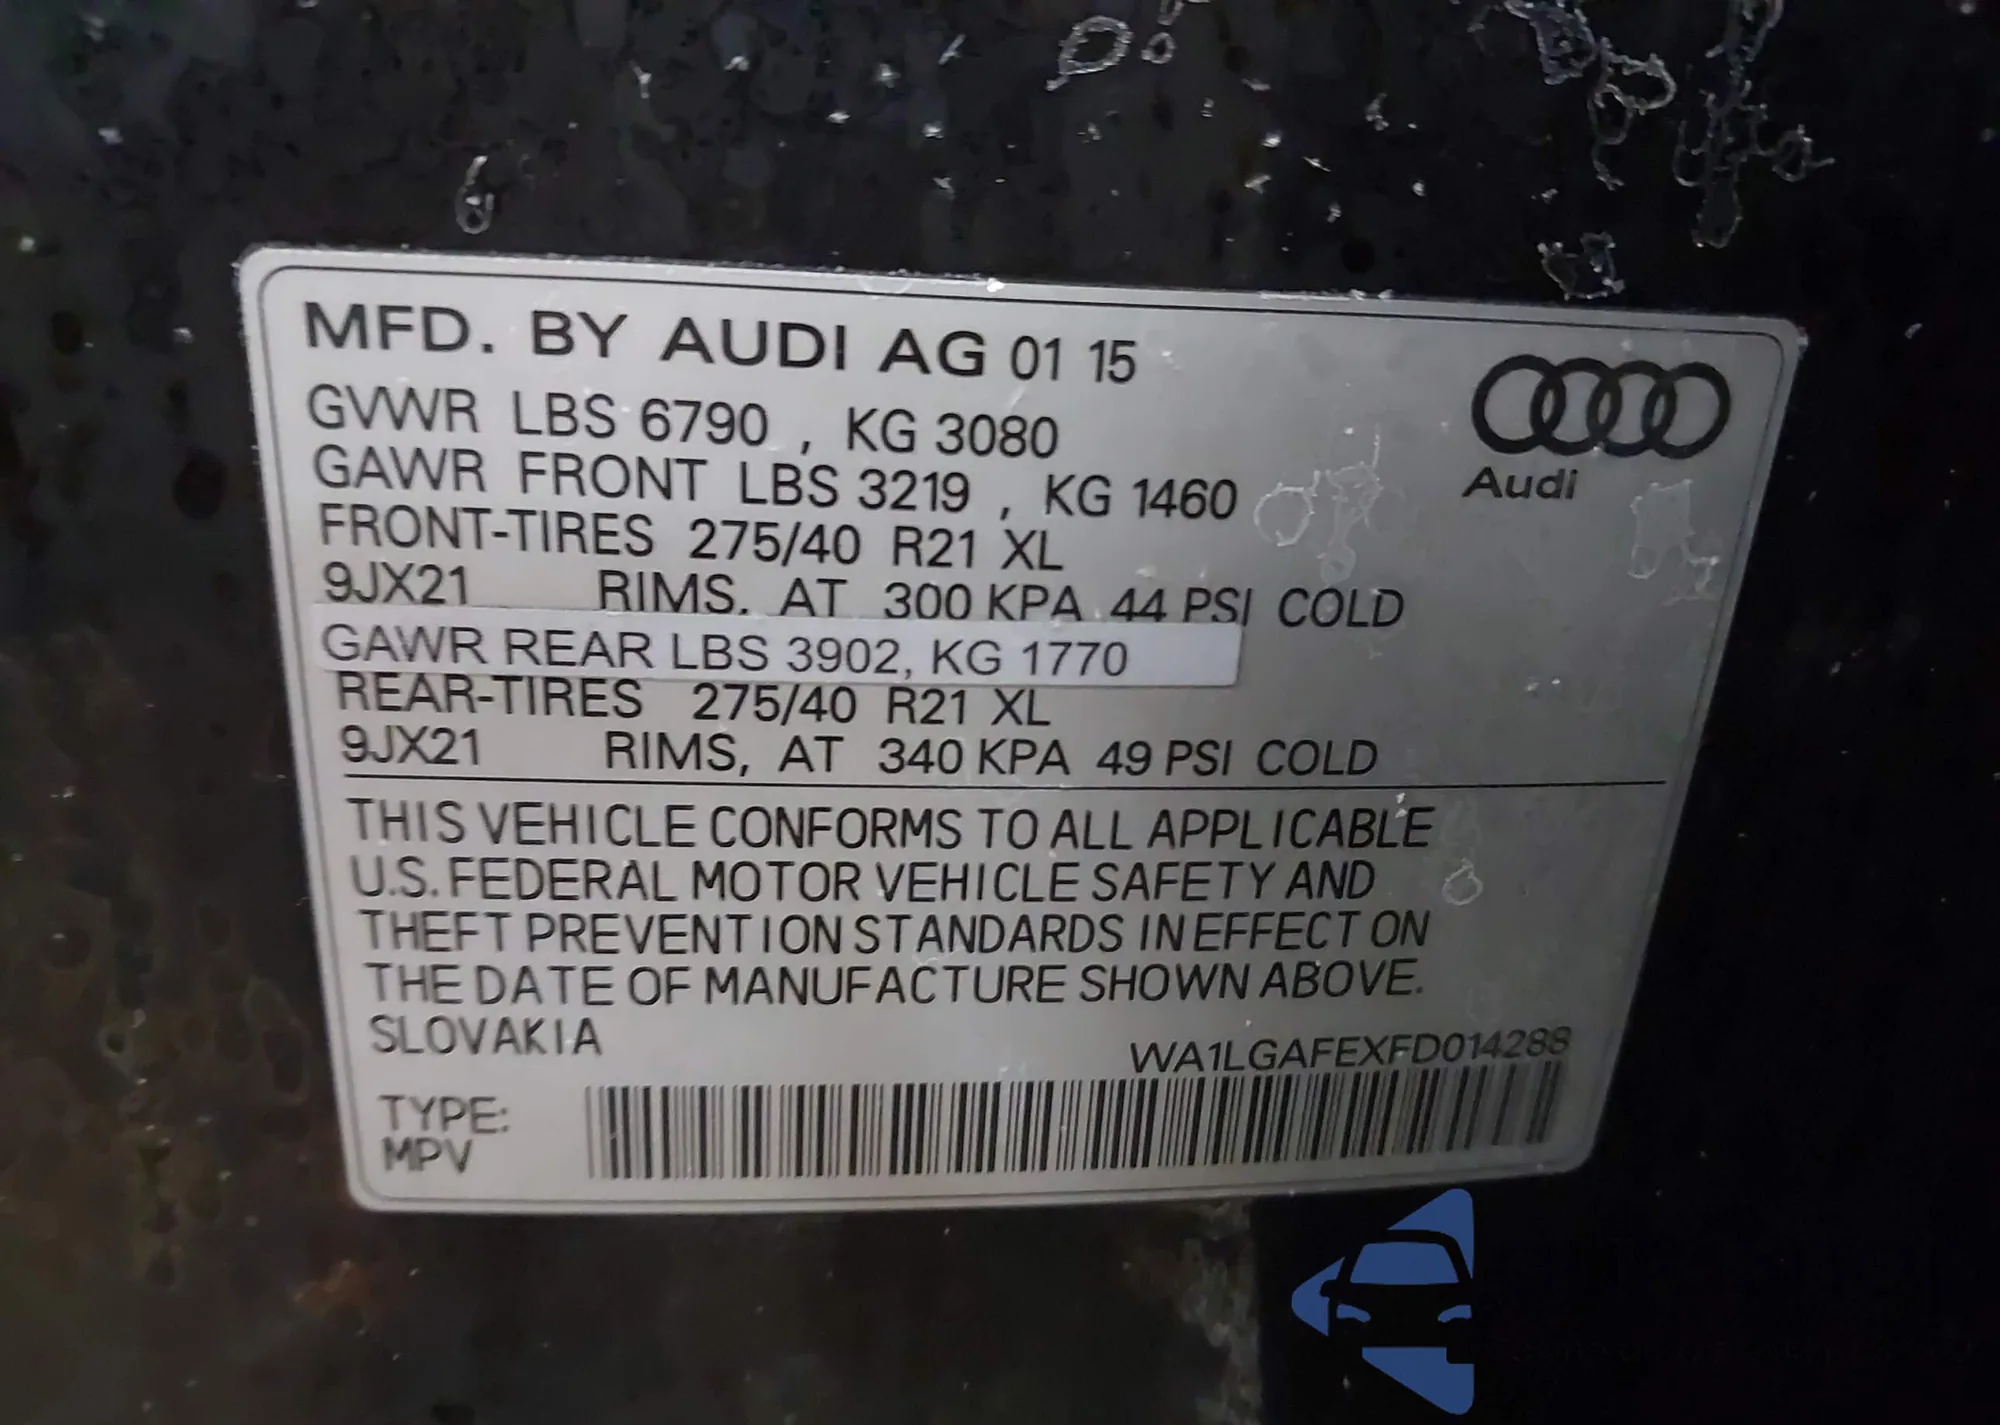 MFD. BY AUDI AG 01 15
GVWR LBS 6790 , KG 3080
GAWR FRONT LBS 3219 , KG 1460
FRONT-TIRES 275/40 R21 XL
9JX21 RIMS, AT 300 KPA 44 PSI COLD
GAWR REAR LBS 3902, KG 1770
REAR-TIRES 275/40 R21 XL
9JX21 RIMS, AT 340 KPA 49 PSI COLD
Audi
THIS VEHICLE CONFORMS TO ALL APPLICABLE
U.S. FEDERAL MOTOR VEHICLE SAFETY AND
THEFT PREVENTION STANDARDS IN EFFECT ON
THE DATE OF MANUFACTURE SHOWN ABOVE.
SLOVAKIA
WA1LGAFEXFD014288
TYPE:
MPV